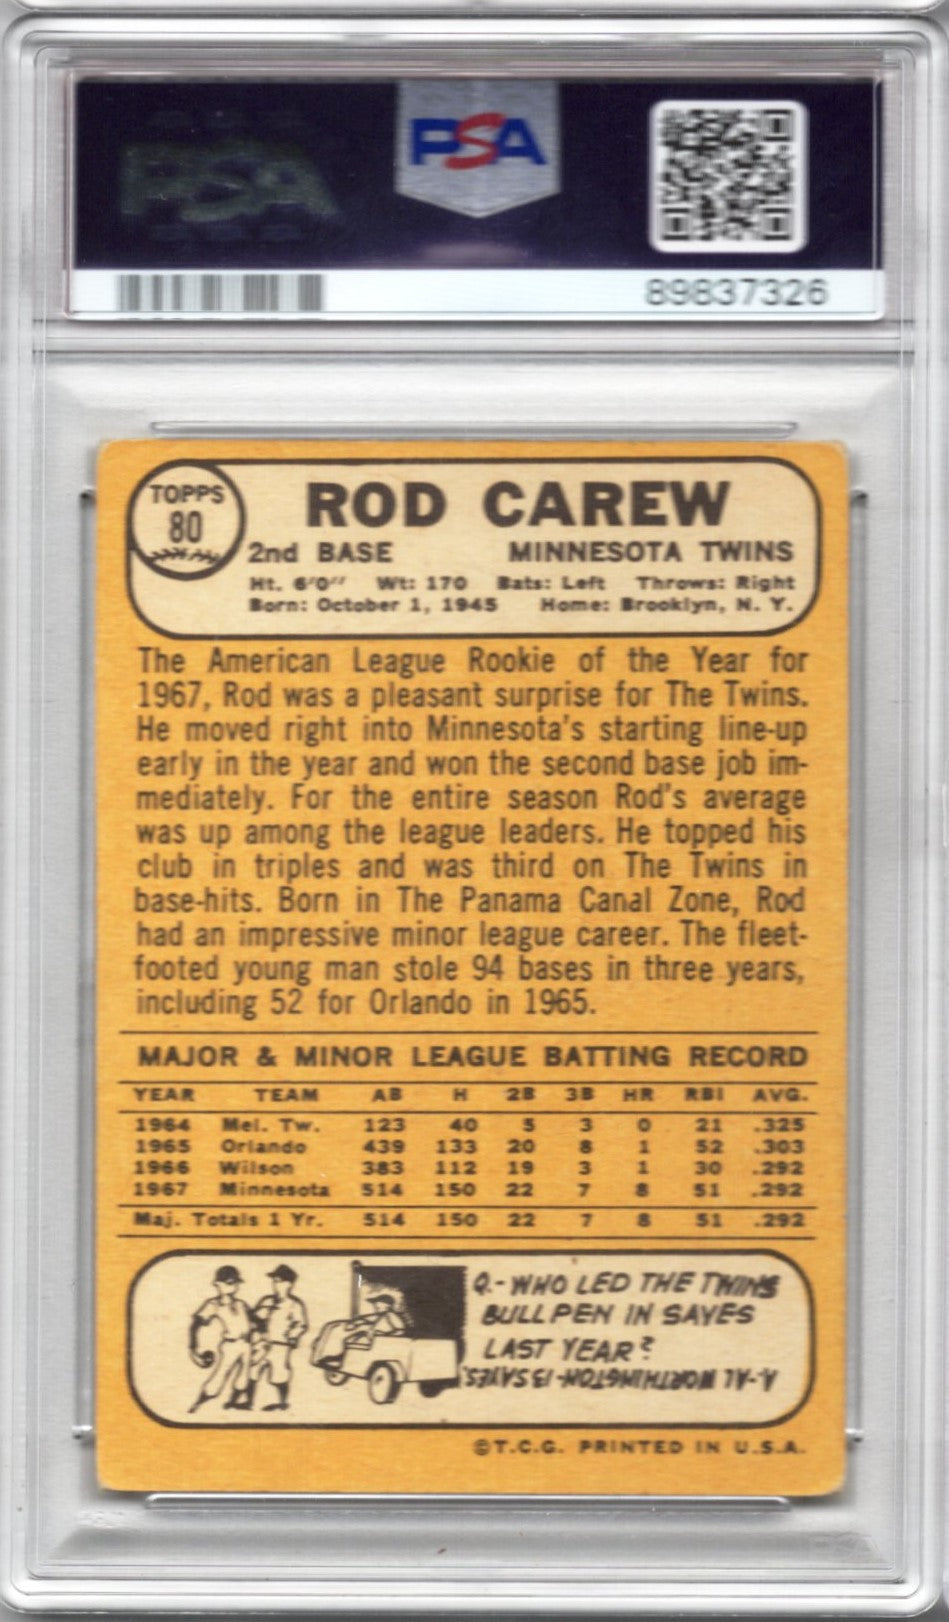 PSA
PSA
89837326
TOPPS
80
ROD CAREW
2nd BASE MINNESOTA TWINS
Ht. 6'0" Wt: 170 Bats: Left Throws: Right
Born: October 1, 1945 Home: Brooklyn, N. Y.
The American League Rookie of the Year for
1967, Rod was a pleasant surprise for The Twins.
He moved right into Minnesota's starting line-up
early in the year and won the second base job im-
mediately. For the entire season Rod's average
was up among the league leaders. He topped his
club in triples and was third on The Twins in
base-hits. Born in The Panama Canal Zone, Rod
had an impressive minor league career. The fleet-
footed young man stole 94 bases in three years,
including 52 for Orlando in 1965.
MAJOR & MINOR LEAGUE BATTING RECORD
YEAR TEAM AB H 2B 3B HR RBI AVG.
1964 Mel. Tw. 123 40 5 3 0 21 .325
1965 Orlando 439 133 20 8 1 52 .303
1966 Wilson 383 112 19 3 1 30 .292
1967 Minnesota 514 150 22 7 8 51 .292
Maj. Totals 1 Yr. 514 150 22 7 8 51 .292
Q.- WHO LED THE TWINS
BULLPEN IN SAVES
LAST YEAR?
A.- AL WORTHINGTON- 13 SAVES.
©T.C.G. PRINTED IN U.S.A.